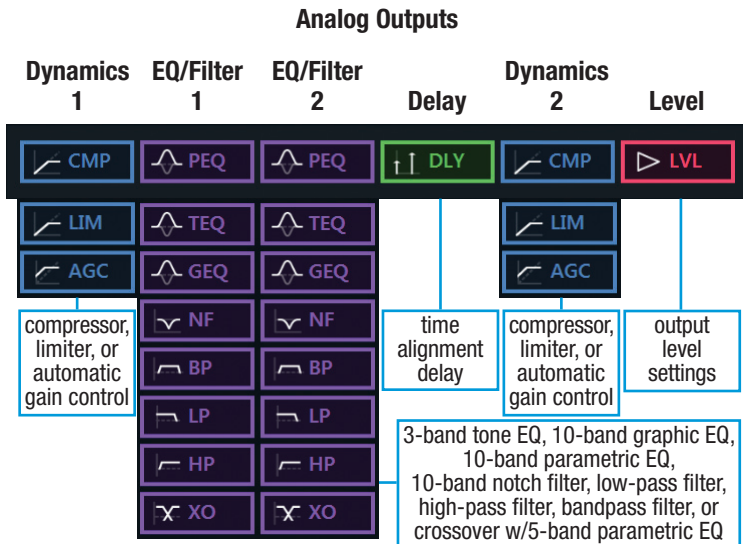 Analog Outputs
Dynamics 1
EQ/Filter 1
EQ/Filter 2
Delay
Dynamics 2
Level
CMP PEQ PEQ DLY CMP LVL
LIM TEQ TEQ LIM
AGC GEQ GEQ AGC
NF NF
BP BP
LP LP
HP HP
XO XO
compressor,
limiter, or
automatic
gain control
time
alignment
delay
compressor,
limiter, or
automatic
gain control
output
level
settings
3-band tone EQ, 10-band graphic EQ,
10-band parametric EQ,
10-band notch filter, low-pass filter,
high-pass filter, bandpass filter, or
crossover w/5-band parametric EQ